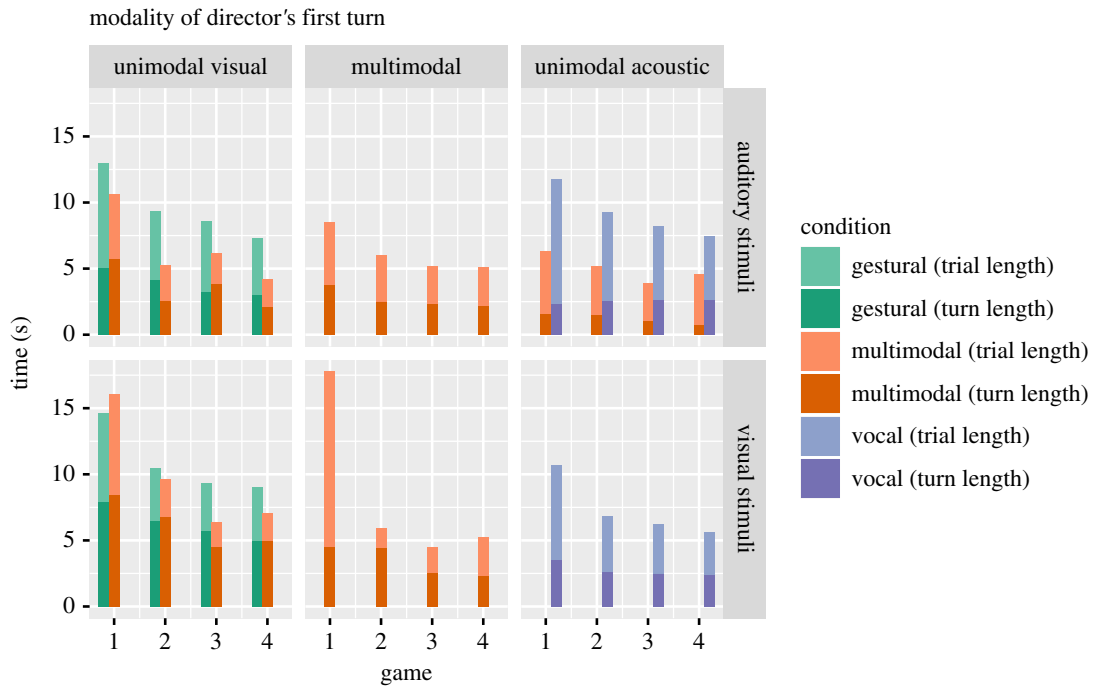 modality of director's first turn
unimodal visual
multimodal
unimodal acoustic
15
10
5
0
auditory stimuli
time (s)
15
10
5
0
visual stimuli
1 2 3 4
1 2 3 4
1 2 3 4
game
condition
gestural (trial length)
gestural (turn length)
multimodal (trial length)
multimodal (turn length)
vocal (trial length)
vocal (turn length)